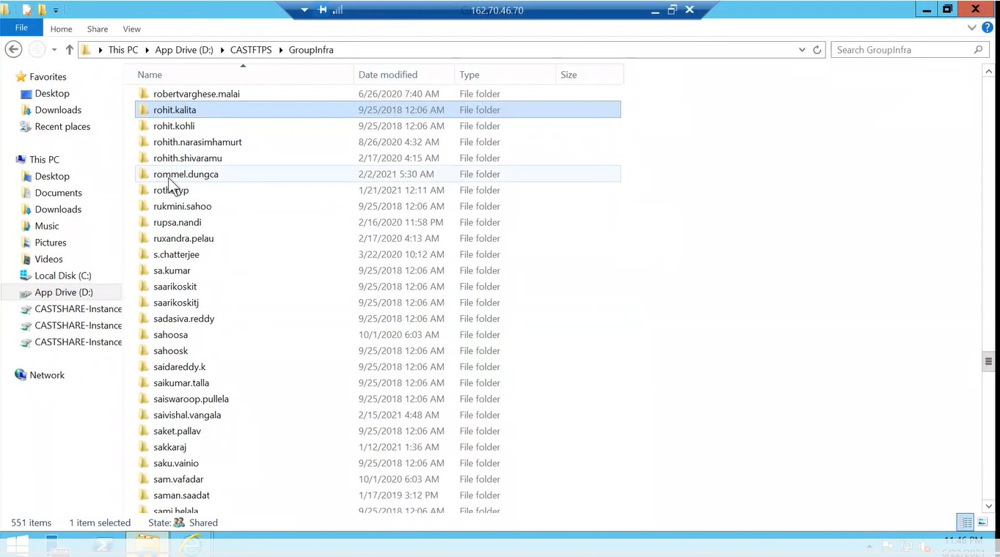 162.70.46.70
File Home Share View
This PC App Drive (D:) CASTFTPS GroupInfra Search GroupInfra
Name Date modified Type Size
Favorites
Desktop
Downloads
Recent places
This PC
Desktop
Documents
Downloads
Music
Pictures
Videos
Local Disk (C:)
App Drive (D:)
CASTSHARE-Instance
CASTSHARE-Instance
CASTSHARE-Instance
Network
robertvarghese.malai 6/26/2020 7:40 AM File folder
rohit.kalita 9/25/2018 12:06 AM File folder
rohit.kohli 9/25/2018 12:06 AM File folder
rohith.narasimhamurt 8/26/2020 4:32 AM File folder
rohith.shivaramu 2/17/2020 4:15 AM File folder
rommel.dungca 2/2/2021 5:30 AM File folder
1/21/2021 12:11 AM File folder
rukmini.sahoo 9/25/2018 12:06 AM File folder
rupsa.nandi 2/16/2020 11:58 PM File folder
ruxandra.pelau 2/17/2020 4:13 AM File folder
s.chatterjee 3/22/2020 10:12 AM File folder
sa.kumar 9/25/2018 12:06 AM File folder
saarikoskit 9/25/2018 12:06 AM File folder
saarikoskitj 9/25/2018 12:06 AM File folder
sadasiva.reddy 9/25/2018 12:06 AM File folder
sahoosa 10/1/2020 6:03 AM File folder
sahoosk 9/25/2018 12:06 AM File folder
saidareddy.k 9/25/2018 12:06 AM File folder
saikumar.talla 9/25/2018 12:06 AM File folder
saiswaroop.pullela 9/25/2018 12:06 AM File folder
saivishal.vangala 2/15/2021 4:48 AM File folder
saket.pallav 9/25/2018 12:06 AM File folder
sakkaraj 1/12/2021 1:36 AM File folder
saku.vainio 9/25/2018 12:06 AM File folder
sam.vafadar 10/1/2020 6:03 AM File folder
saman.saadat 1/17/2019 3:12 PM File folder
sami.helala 9/25/2018 12:06 AM File folder
551 items 1 item selected State: Shared
11:46 PM
6/22/2021